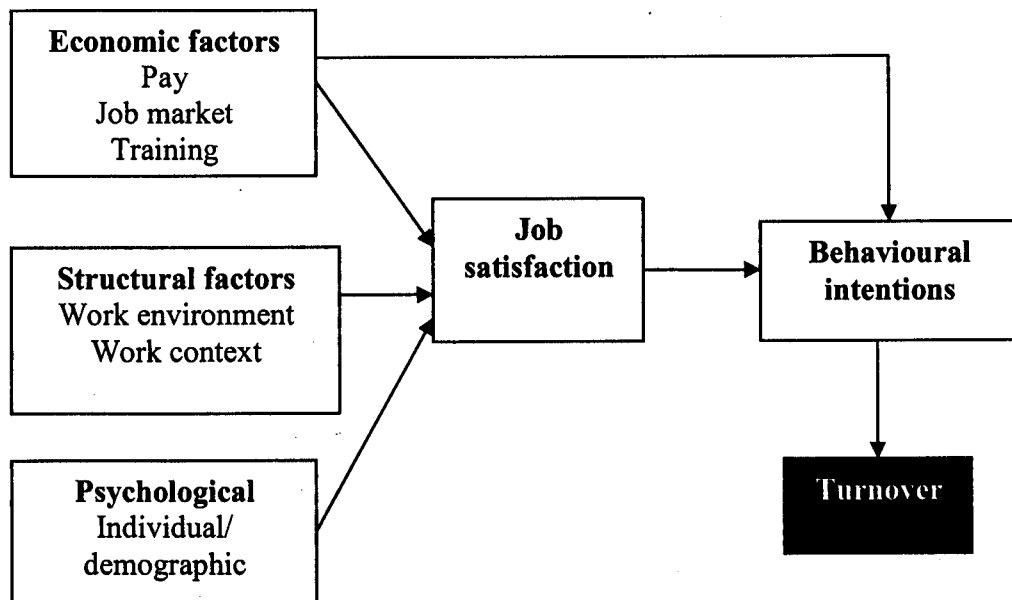 Economic factors
Pay
Job market
Training
Structural factors
Work environment
Work context
Psychological
Individual/
demographic
Job
satisfaction
Behavioural
intentions
Turnover